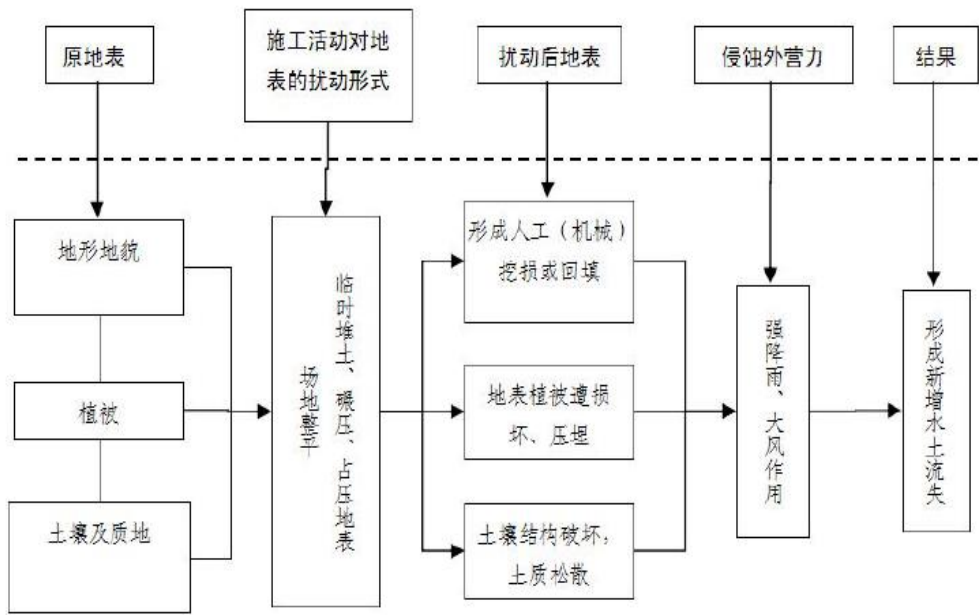 原地表
施工活动对地
表的扰动形式
扰动后地表
侵蚀外营力
结果
地形地貌
植被
土壤及质地
临时堆土、碾压、占压地表
场地整平
形成人工（机械）
挖损或回填
地表植被遭损
坏、压埋
土壤结构破坏，
土质松散
强降雨、大风作用
形成新增水土流失